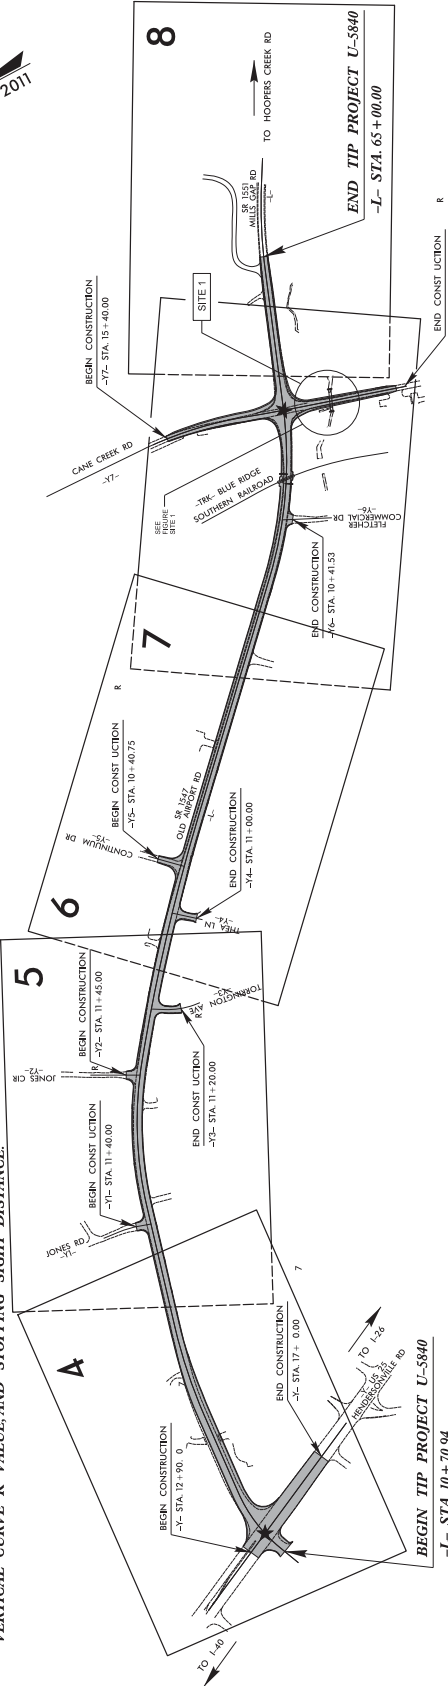 VERTICAL CURVE K VALUE, AND STOPPING SIGHT DISTANCE.
2011
4
5
6
7
8
TO I-40
BEGIN CONSTRUCTION
-Y- STA. 12+90. 0
BEGIN TIP PROJECT U-5840
-L- STA. 10+70.94
TO I-26
-Y- US 25
HENDERSONVILLE RD
END CONSTRUCTION
-Y- STA. 17+ 0.00
7
JONES RD
-Y1-
BEGIN CONST UCTION
-Y1- STA. 11+40.00
JONES CIR
-Y2-
R
BEGIN CONSTRUCTION
-Y2- STA. 11+45.00
END CONST UCTION
-Y3- STA. 11+20.00
R
TORRINGTON AVE
-Y3-
THEA LN
-Y4-
END CONSTRUCTION
-Y4- STA. 11+00.00
CONTINUUM DR
-Y5-
BEGIN CONST UCTION
-Y5- STA. 10+40.75
R
SR 1547
OLD AIRPORT RD
-L-
END CONSTRUCTION
-Y6- STA. 10+41.53
FLETCHER
COMMERCIAL DR
-Y6-
-TRK- BLUE RIDGE
SOUTHERN RAILROAD
SEE
FIGURE
SITE 1
CANE CREEK RD
-Y7-
BEGIN CONSTRUCTION
-Y7- STA. 15+40.00
SITE 1
SR 1551
MILLS GAP RD
-L-
TO HOOPERS CREEK RD
END TIP PROJECT U-5840
-L- STA. 65+00.00
END CONST UCTION
R